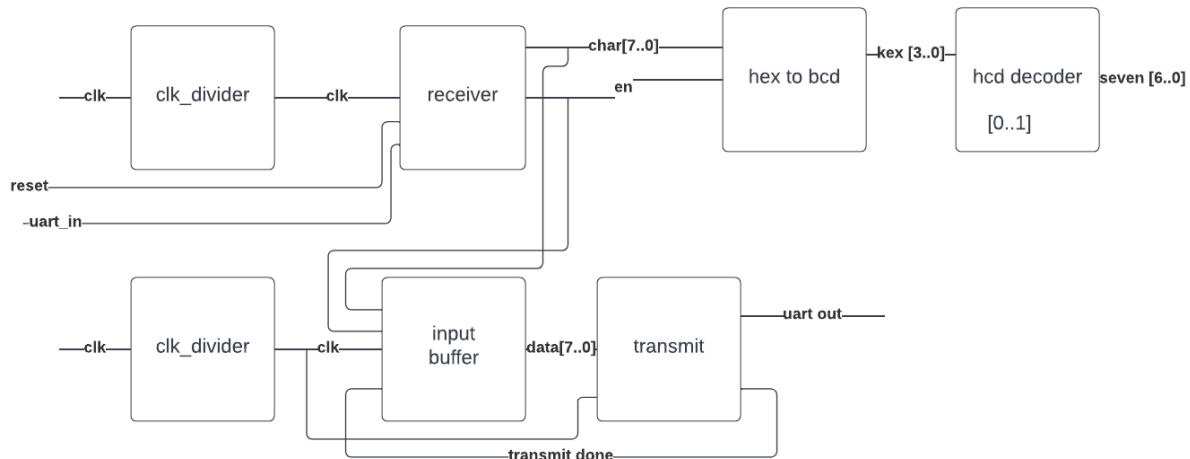 clk
clk_divider
clk
receiver
char[7..0]
en
hex to bcd
kex [3..0]
hcd decoder
[0..1]
seven [6..0]
reset
uart_in
clk
clk_divider
clk
input
buffer
data[7..0]
transmit
uart out
transmit done